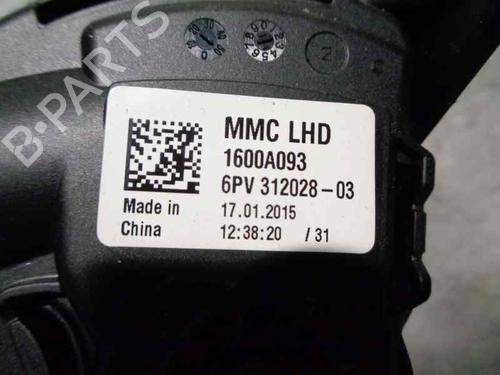 B-PARTS
MMC LHD
1600A093
6PV 312028-03
Made in 17.01.2015
China 12:38:20 /31